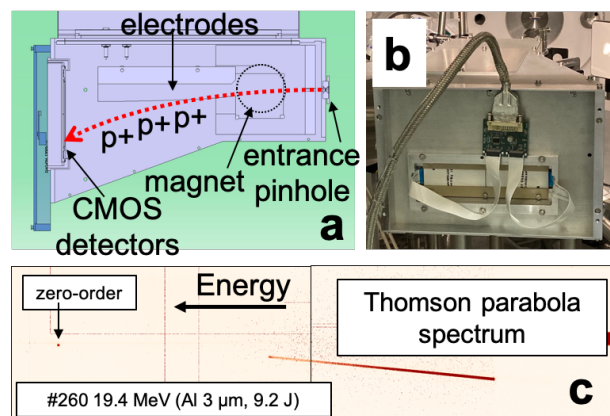 electrodes
p+ p+ p+
magnet
entrance
pinhole
CMOS
detectors
a
b
zero-order
Energy
Thomson parabola
spectrum
#260 19.4 MeV (Al 3 µm, 9.2 J)
c